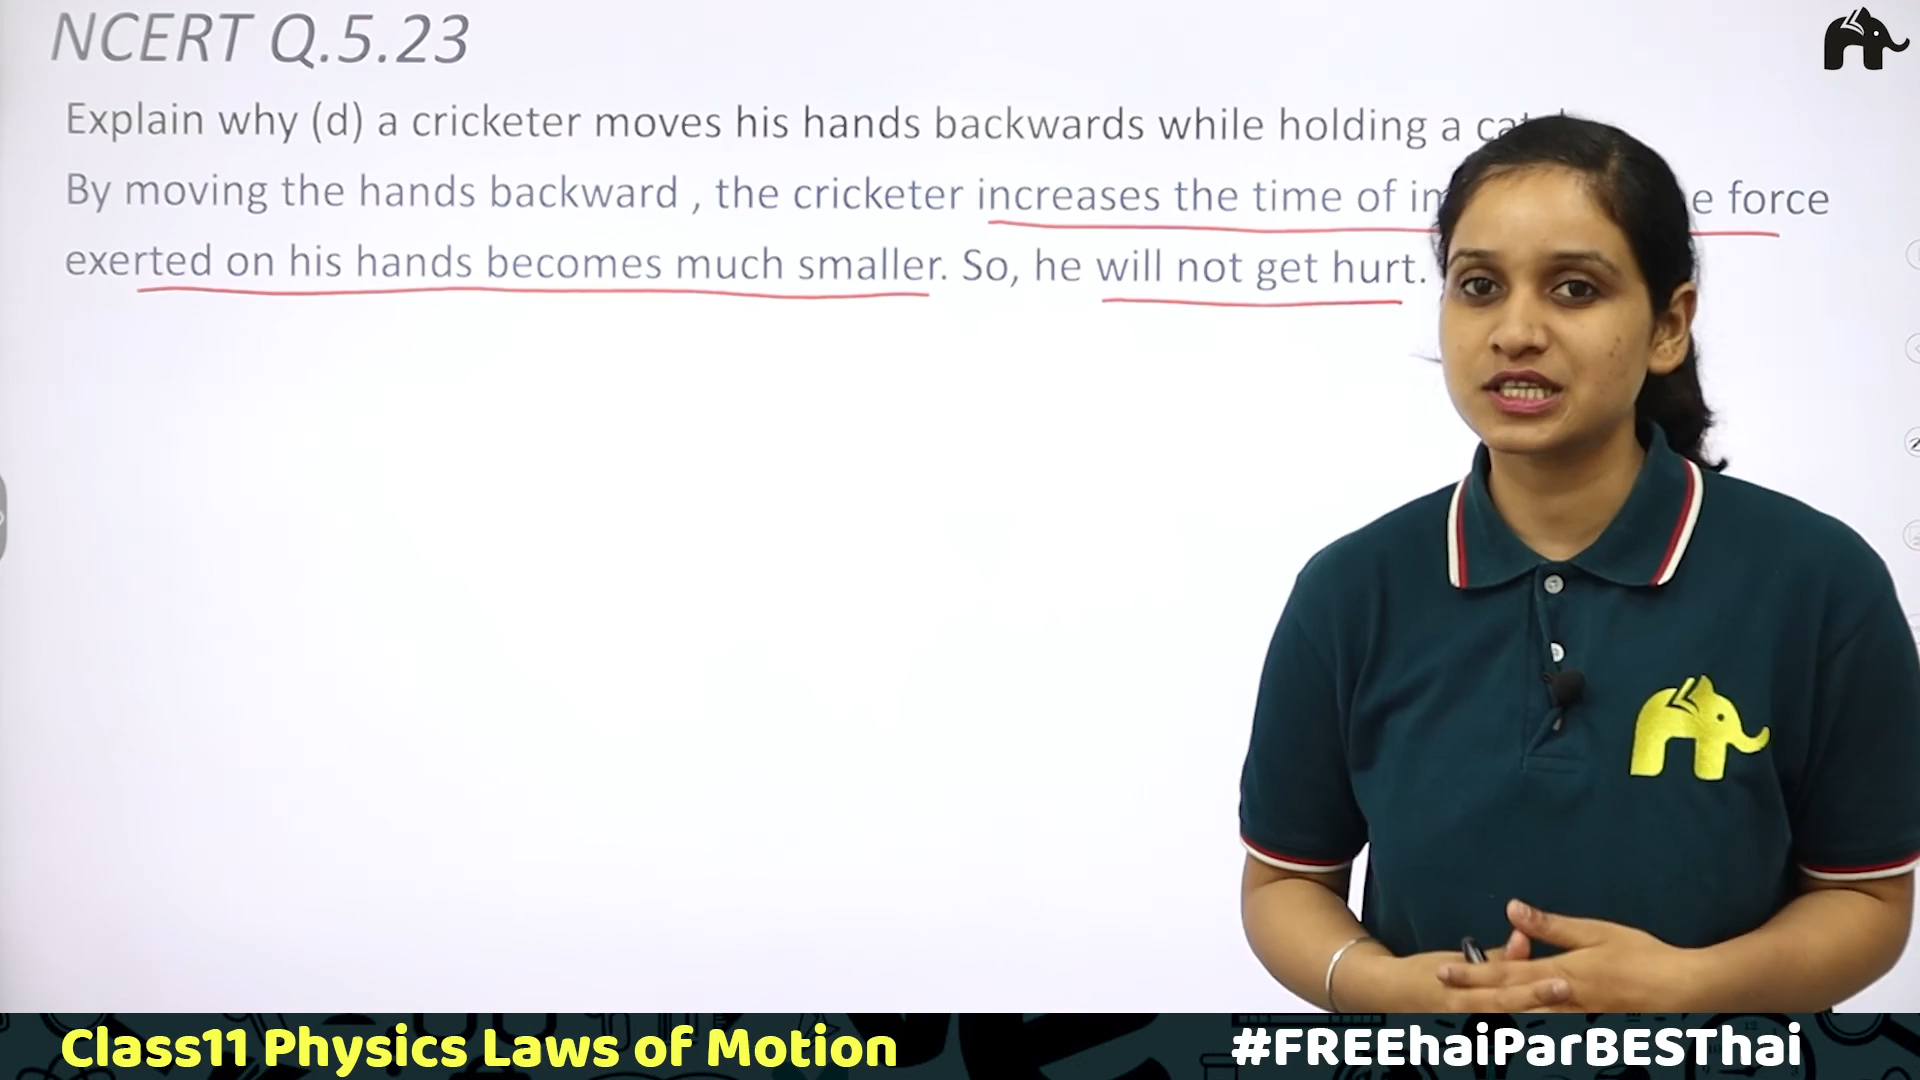 NCERT Q.5.23
Explain why (d) a cricketer moves his hands backwards while holding a
By moving the hands backward , the cricketer increases the time of force
exerted on his hands becomes much smaller. So, he will not get hurt.
Class11 Physics Laws of Motion
#FREEhaiParBESThai